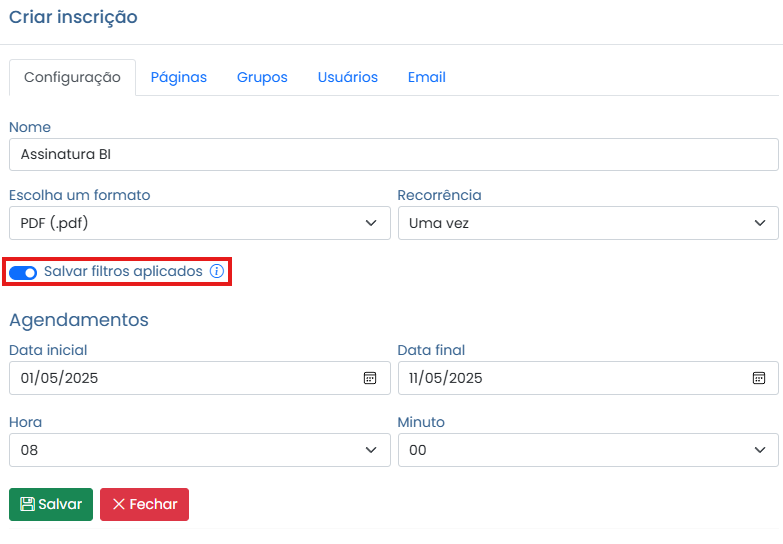 Criar inscrição
Configuração Páginas Grupos Usuários Email
Nome
Assinatura BI
Escolha um formato Recorrência
PDF (.pdf) Uma vez
Salvar filtros aplicados
Agendamentos
Data inicial Data final
01/05/2025 11/05/2025
Hora Minuto
08 00
Salvar Fechar